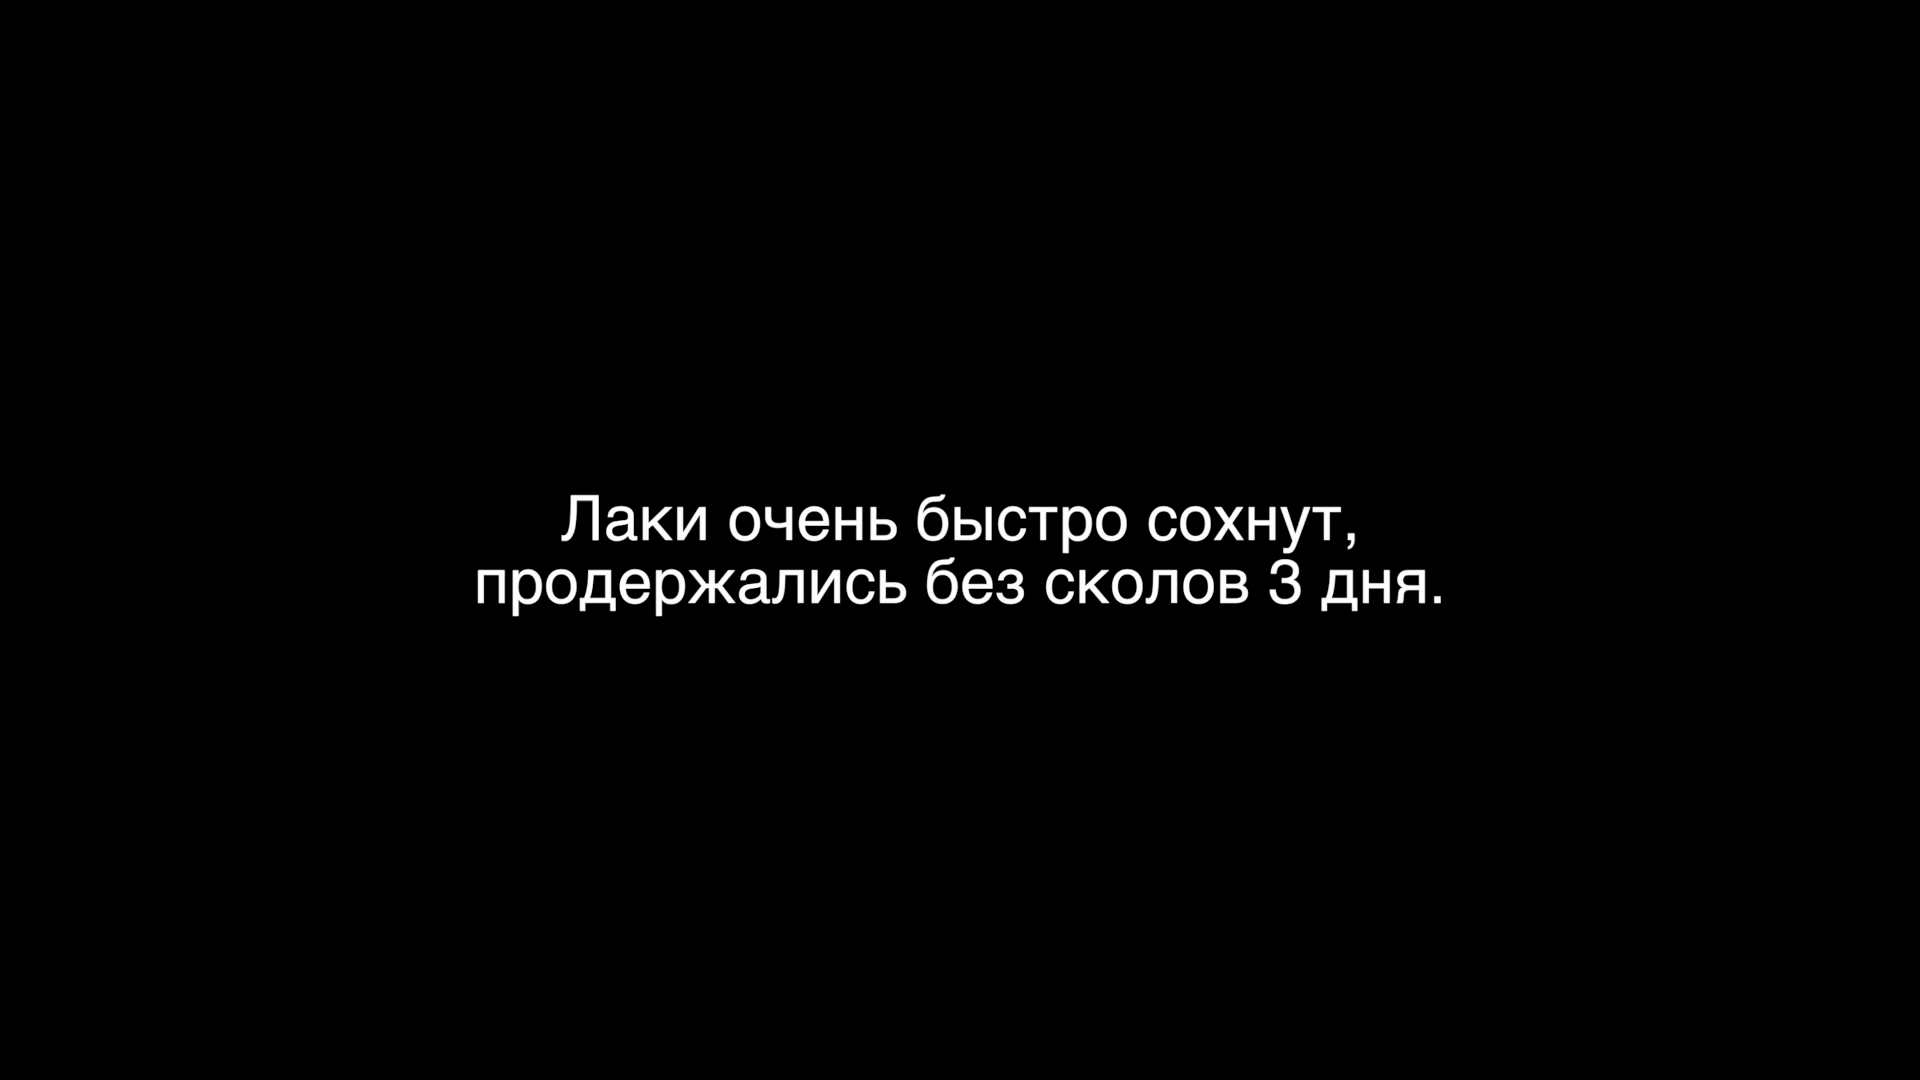 Лаки очень быстро сохнут,
продержались без сколов 3 дня.